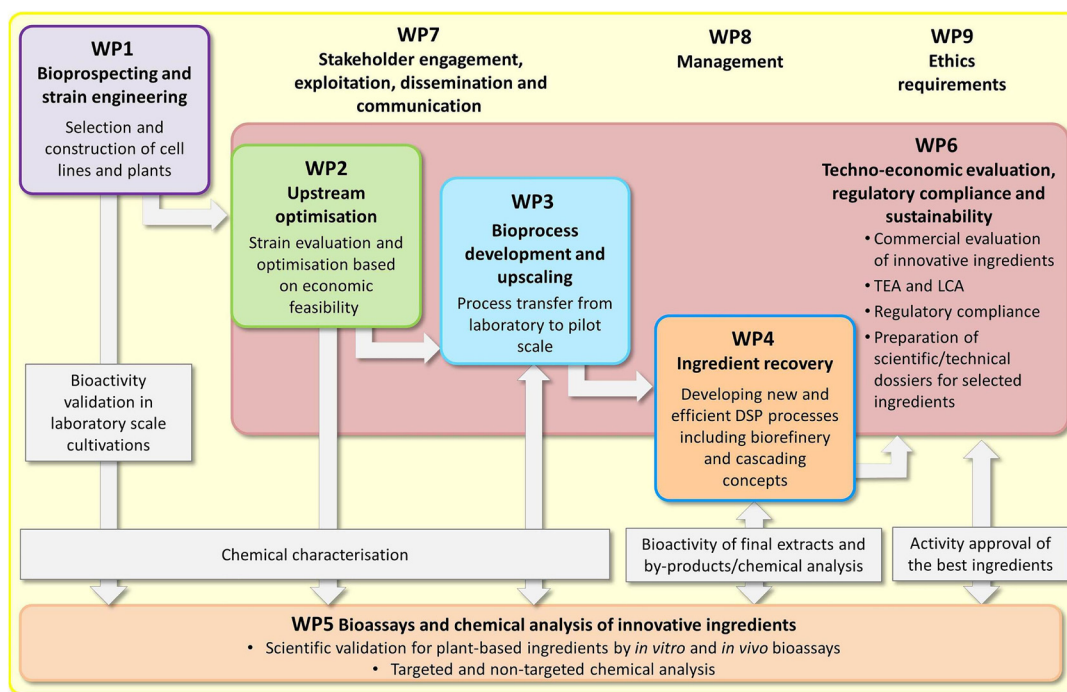 WP1
Bioprospecting and
strain engineering
Selection and
construction of cell
lines and plants
WP7
Stakeholder engagement,
exploitation, dissemination and
communication
WP8
Management
WP9
Ethics
requirements
WP2
Upstream
optimisation
Strain evaluation and
optimisation based
on economic
feasibility
WP3
Bioprocess
development and
upscaling
Process transfer from
laboratory to pilot
scale
WP4
Ingredient recovery
Developing new and
efficient DSP processes
including biorefinery
and cascading
concepts
WP6
Techno-economic evaluation,
regulatory compliance and
sustainability
• Commercial evaluation
of innovative ingredients
• TEA and LCA
• Regulatory compliance
• Preparation of
scientific/technical
dossiers for selected
ingredients
Bioactivity
validation in
laboratory scale
cultivations
Chemical characterisation
Bioactivity of final extracts and
by-products/chemical analysis
Activity approval of
the best ingredients
WP5 Bioassays and chemical analysis of innovative ingredients
• Scientific validation for plant-based ingredients by in vitro and in vivo bioassays
• Targeted and non-targeted chemical analysis